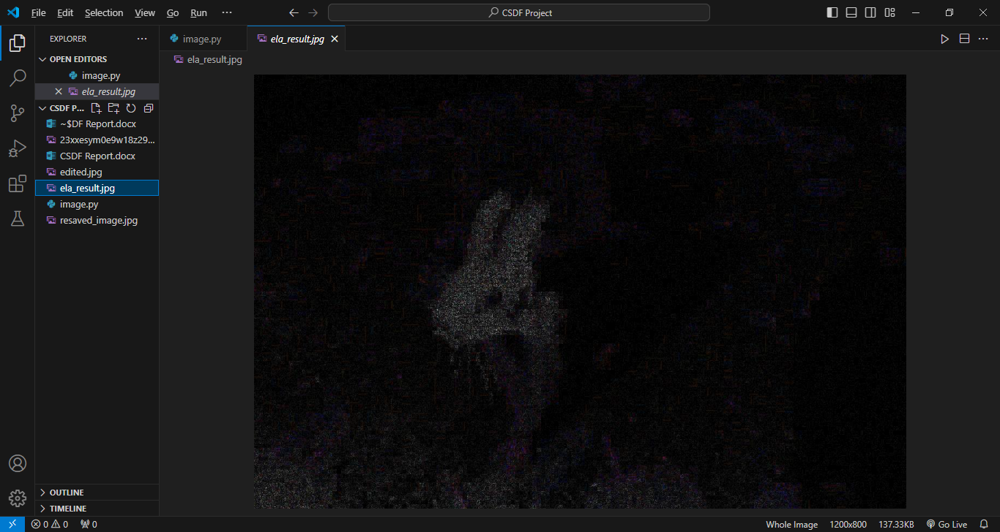 File Edit Selection View Go Run ··· CSDF Project
EXPLORER ···
image.py ela_result.jpg
OPEN EDITORS
ela_result.jpg
image.py
ela_result.jpg
CSDF P...
~$DF Report.docx
23xxesym0e9w18z29...
CSDF Report.docx
edited.jpg
ela_result.jpg
image.py
resaved_image.jpg
OUTLINE
TIMELINE
0 0 0 Whole Image 1200x800 137.33KB Go Live